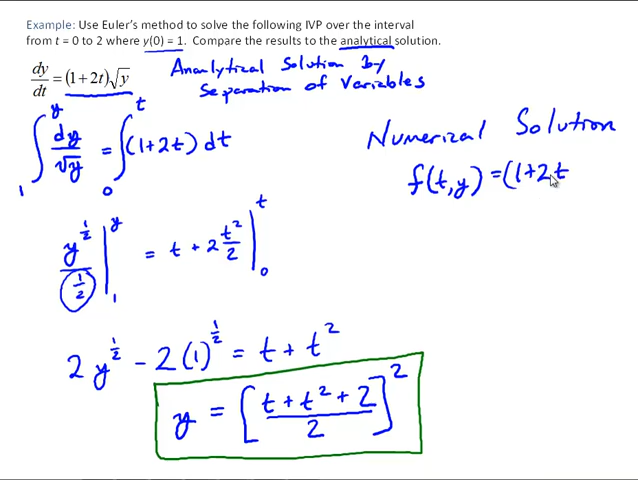 Example: Use Euler's method to solve the following IVP over the interval
from t = 0 to 2 where y(0) = 1. Compare the results to the analytical solution.
dy/dt = (1+2t)√y
Analytical Solution by
Separation of Variables
∫₁^y dy/√y = ∫₀^t (1+2t) dt
Numerical Solution
f(t,y) = (1+2t
y^(1/2)/(1/2) |₁^y = t + 2 t²/2 |₀^t
2y^(1/2) - 2(1)^(1/2) = t + t²
y = [(t + t² + 2)/2]²